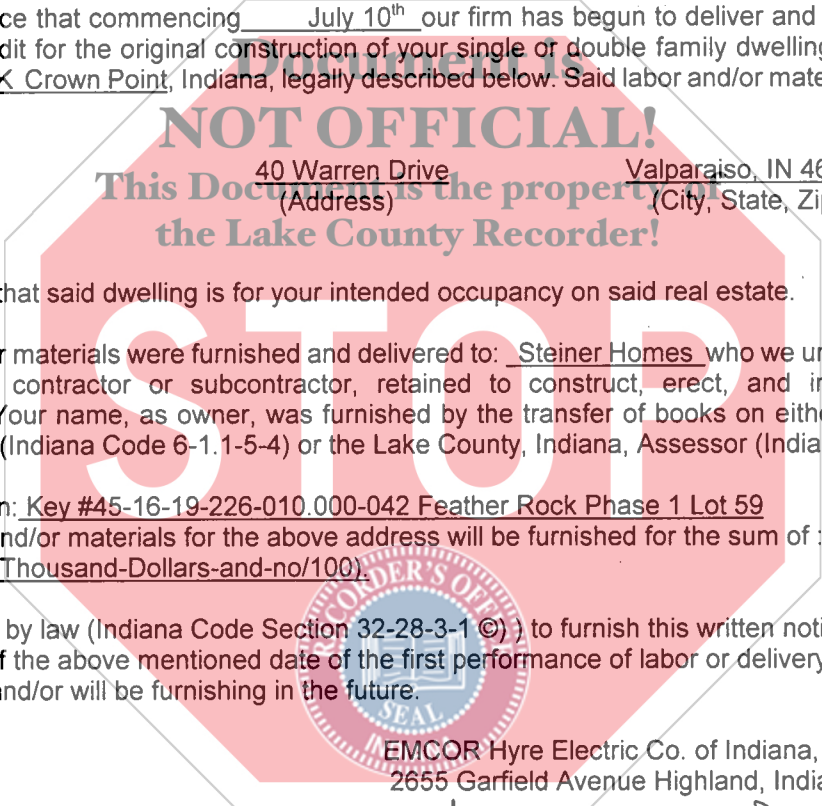 ce that commencing July 10th our firm has begun to deliver and
dit for the original construction of your single or double family dwelling
Document is
K Crown Point, Indiana, legally described below. Said labor and/or mate
NOT OFFICIAL!
40 Warren Drive Valparaiso, IN 46
This Document is the property of
(Address) (City, State, Zip
the Lake County Recorder!
that said dwelling is for your intended occupancy on said real estate.
STOP
r materials were furnished and delivered to: Steiner Homes who we un
contractor or subcontractor, retained to construct, erect, and in
Your name, as owner, was furnished by the transfer of books on eithe
(Indiana Code 6-1.1-5-4) or the Lake County, Indiana, Assessor (India
n: Key #45-16-19-226-010.000-042 Feather Rock Phase 1 Lot 59
nd/or materials for the above address will be furnished for the sum of :
Thousand-Dollars-and-no/100).
RECORDER'S OFFICE
by law (Indiana Code Section 32-28-3-1 ©) ) to furnish this written noti
f the above mentioned date of the first performance of labor or delivery
and/or will be furnishing in the future.
SEAL
INDIANA
EMCOR Hyre Electric Co. of Indiana,
2655 Garfield Avenue Highland, India